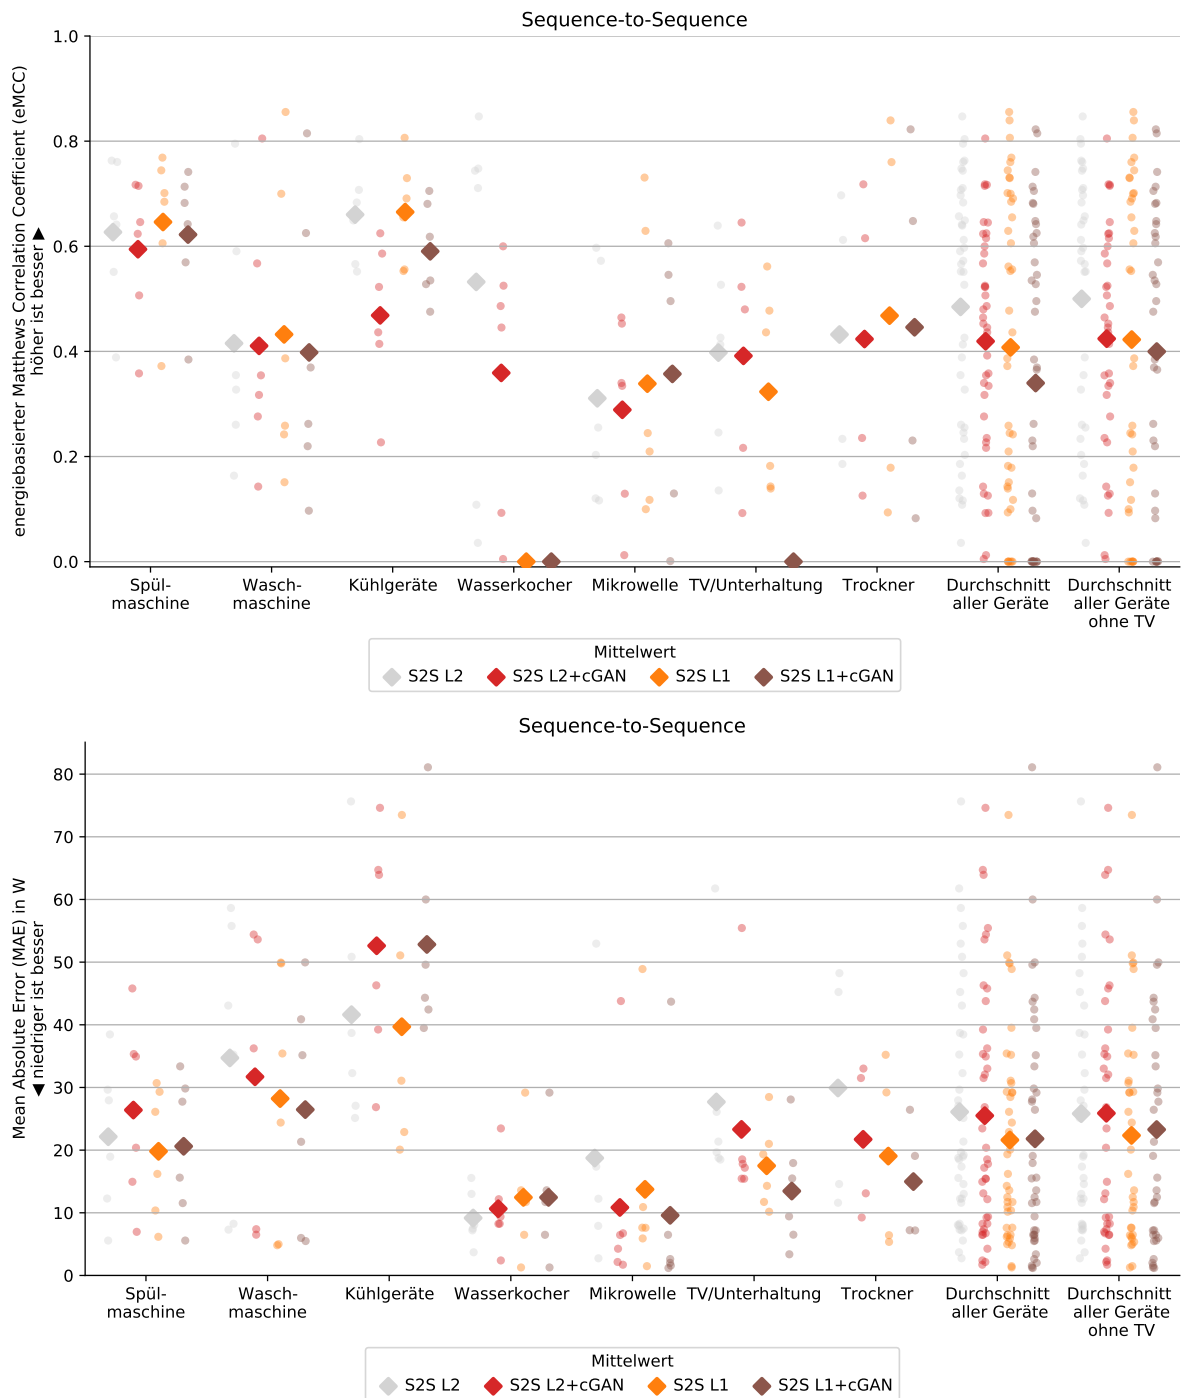 Sequence-to-Sequence
energiebasierter Matthews Correlation Coefficient (eMCC)
höher ist besser ▶
1.0
0.8
0.6
0.4
0.2
0.0
Spül-
maschine
Wasch-
maschine
Kühlgeräte
Wasserkocher
Mikrowelle
TV/Unterhaltung
Trockner
Durchschnitt
aller Geräte
Durchschnitt
aller Geräte
ohne TV
Mittelwert
S2S L2
S2S L2+cGAN
S2S L1
S2S L1+cGAN
Sequence-to-Sequence
Mean Absolute Error (MAE) in W
◀ niedriger ist besser
80
70
60
50
40
30
20
10
0
Spül-
maschine
Wasch-
maschine
Kühlgeräte
Wasserkocher
Mikrowelle
TV/Unterhaltung
Trockner
Durchschnitt
aller Geräte
Durchschnitt
aller Geräte
ohne TV
Mittelwert
S2S L2
S2S L2+cGAN
S2S L1
S2S L1+cGAN